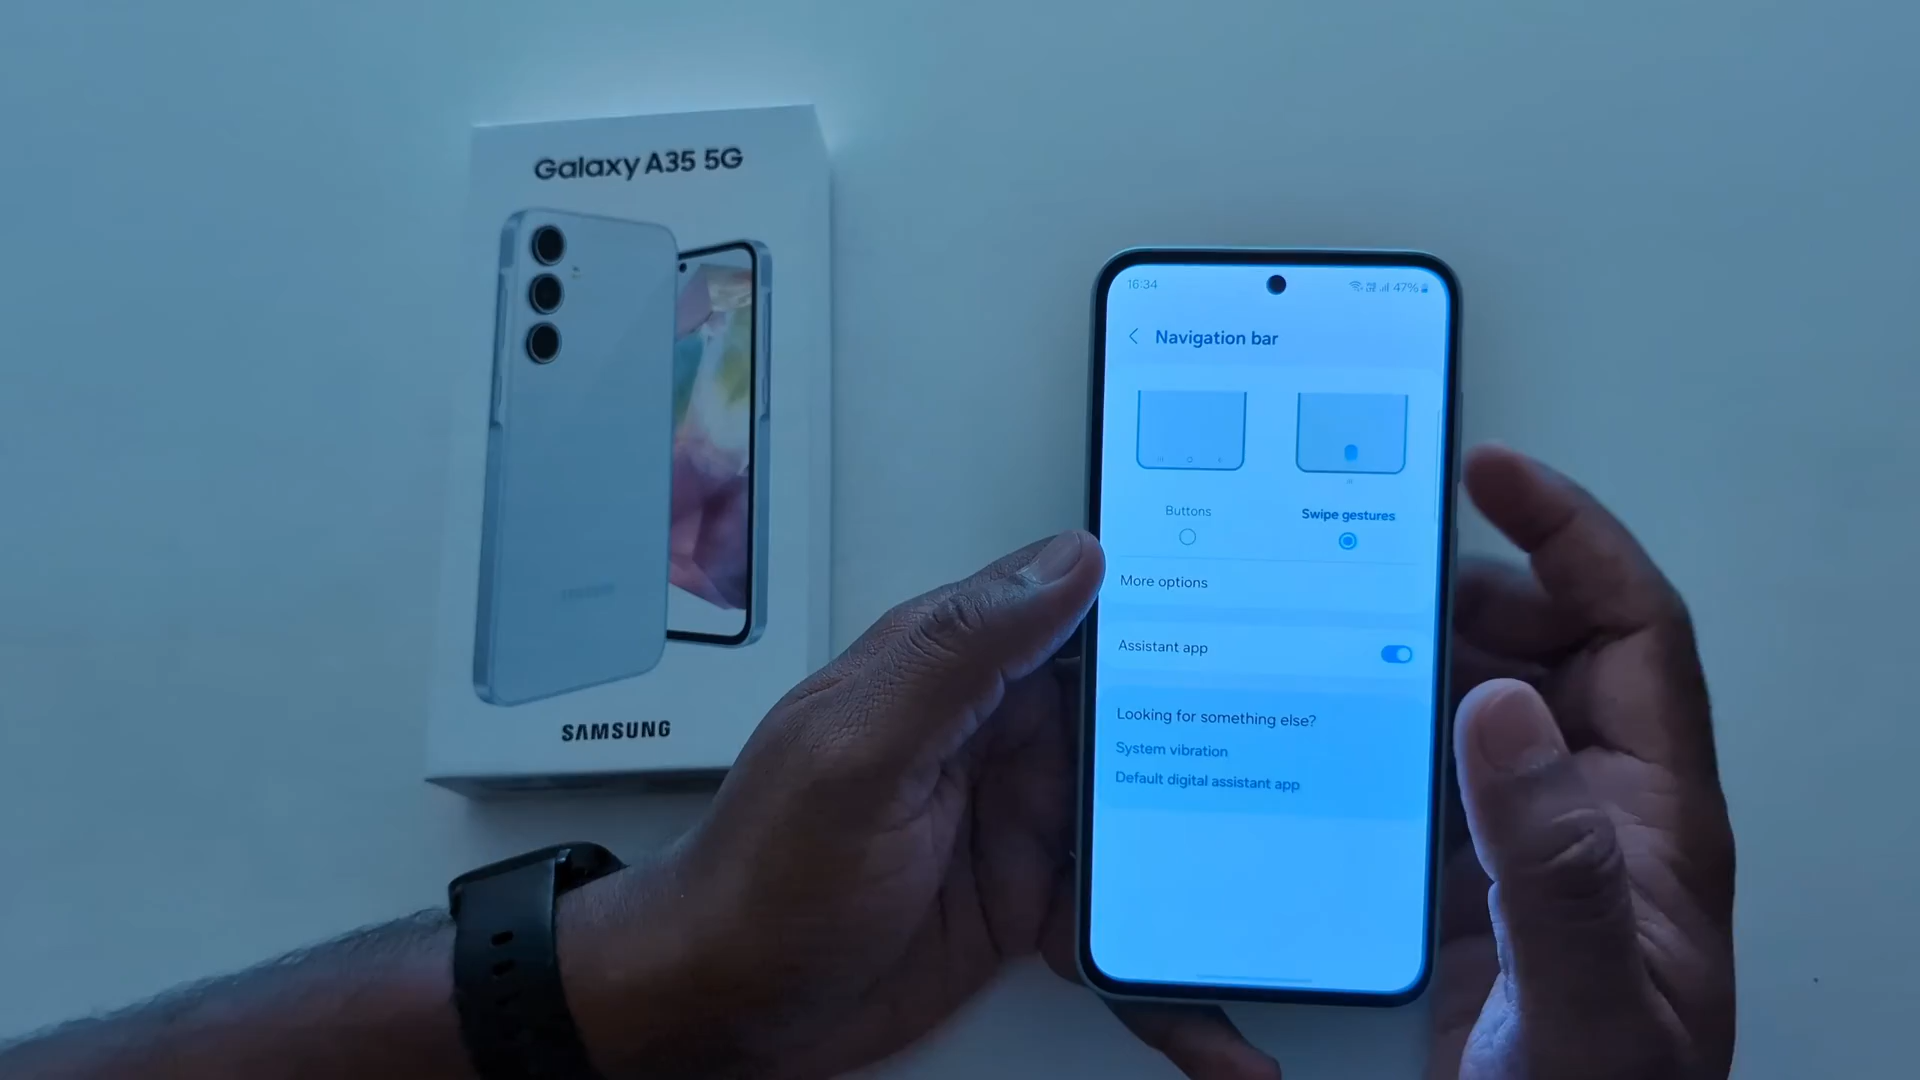 Galaxy A35 5G
SAMSUNG
16:34
47%
Navigation bar
Buttons
Swipe gestures
More options
Assistant app
Looking for something else?
System vibration
Default digital assistant app